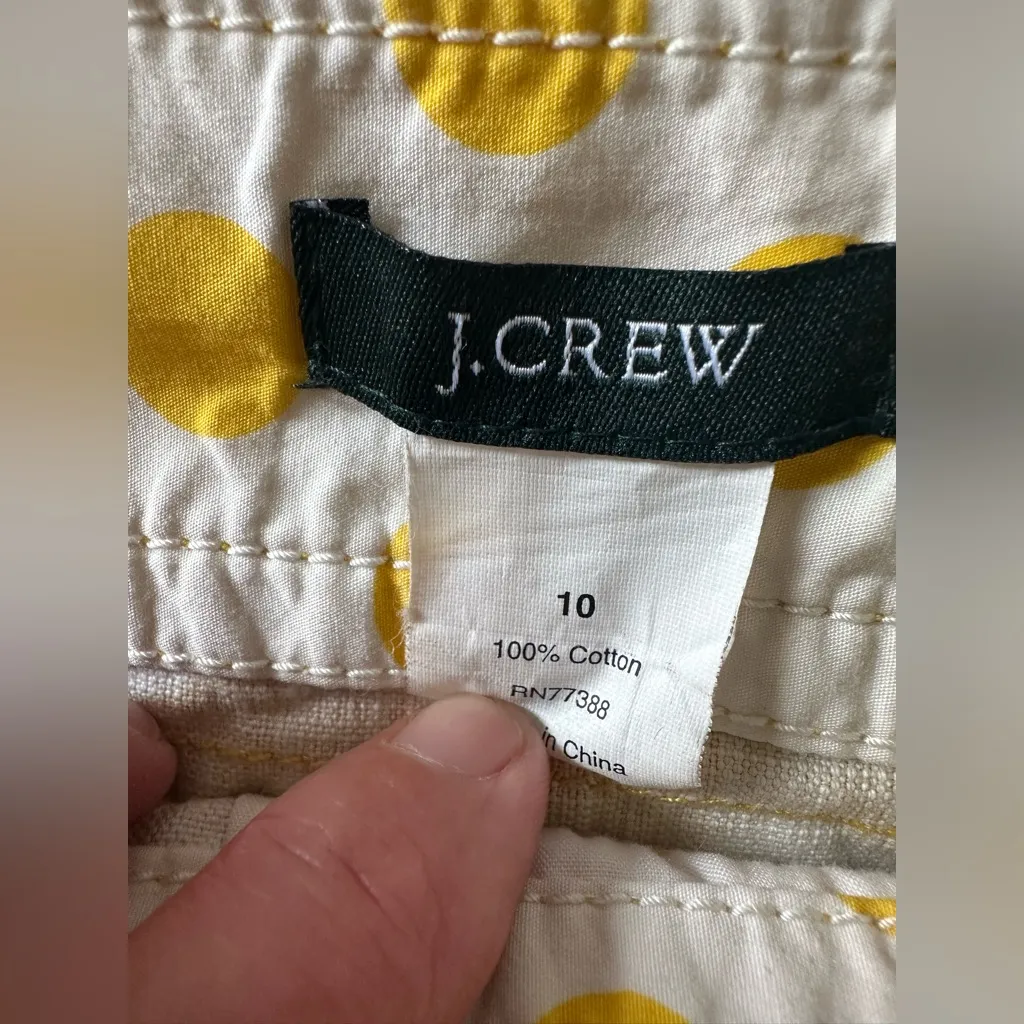 J.CREW
10
100% Cotton
RN77388
in China